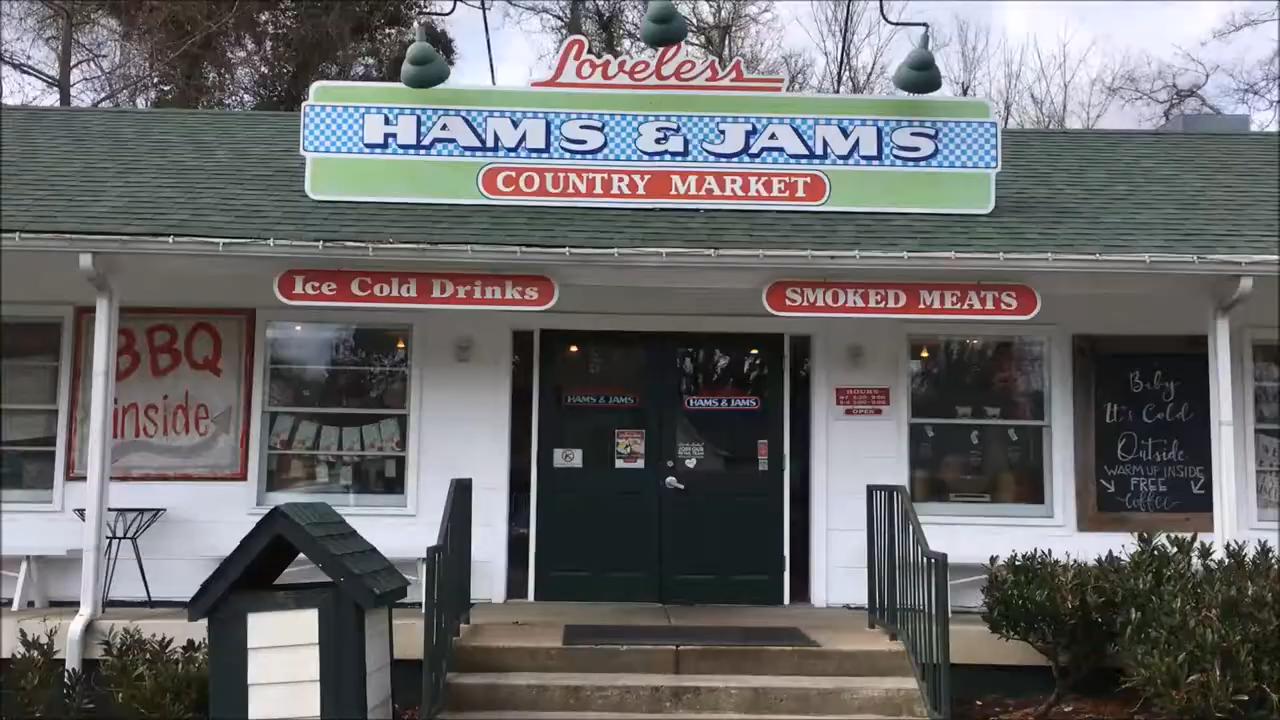 Loveless
HAMS & JAMS
COUNTRY MARKET
Ice Cold Drinks
SMOKED MEATS
BBQ
inside
HAMS & JAMS
HAMS & JAMS
HOURS
OPEN
Baby
It's Cold
Outside
WARM UP INSIDE
FREE
Coffee